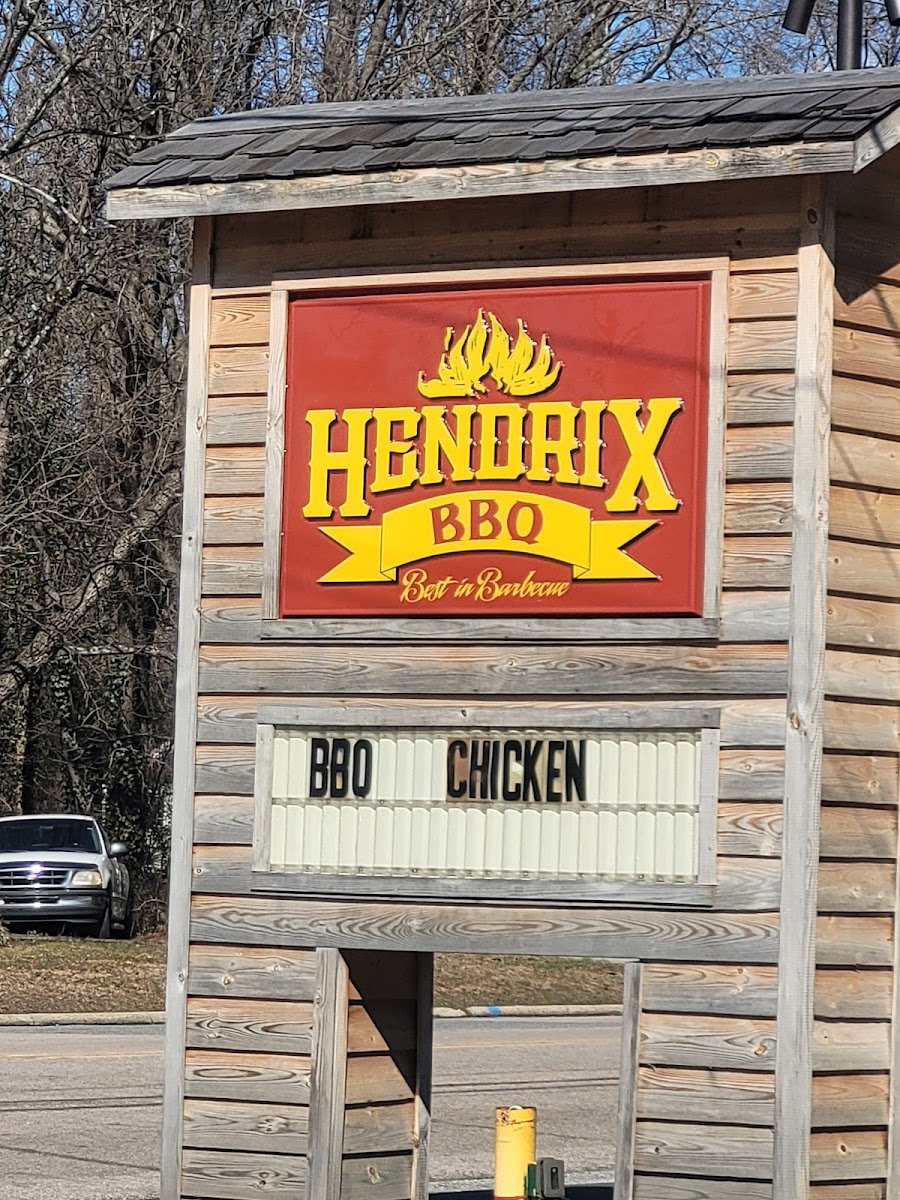 HENDRIX
BBQ
Best in Barbecue
BBQ CHICKEN